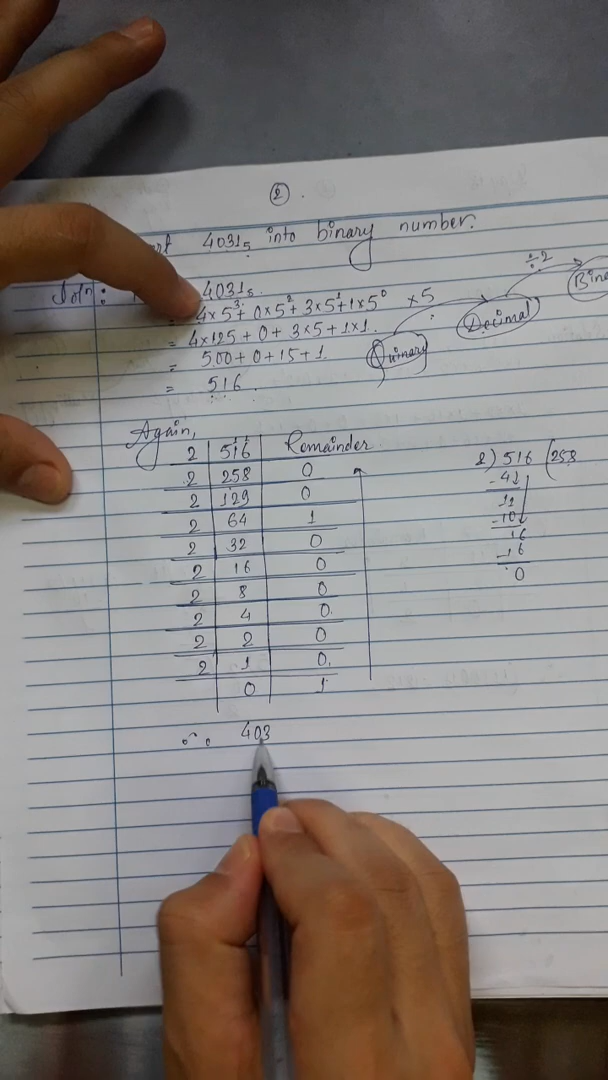 2
4031₅ into binary number.
Solⁿ: 4031₅
= 4×5³+0×5²+3×5¹+1×5⁰
= 4×125+0+3×5+1×1
= 500+0+15+1
= 516
×5
÷2
Quinary
Decimal
Again,
2 516 Remainder
2 258 0
2 129 0
2 64 1
2 32 0
2 16 0
2 8 0
2 4 0
2 2 0
2 1 0
0 1
2) 516 (258
-4
11
-10
16
-16
0
∴ 403